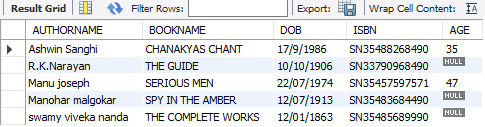 Result Grid Filter Rows: Export: Wrap Cell Content:
AUTHORNAME BOOKNAME DOB ISBN AGE
Ashwin Sanghi CHANAKYAS CHANT 17/9/1986 SN35488268490 35
R.K.Narayan THE GUIDE 10/10/1906 SN33790968490 NULL
Manu joseph SERIOUS MEN 22/07/1974 SN35457597571 47
Manohar malgokar SPY IN THE AMBER 12/07/1913 SN35483684490 NULL
swamy viveka nanda THE COMPLETE WORKS 12/01/1863 SN35485689990 NULL